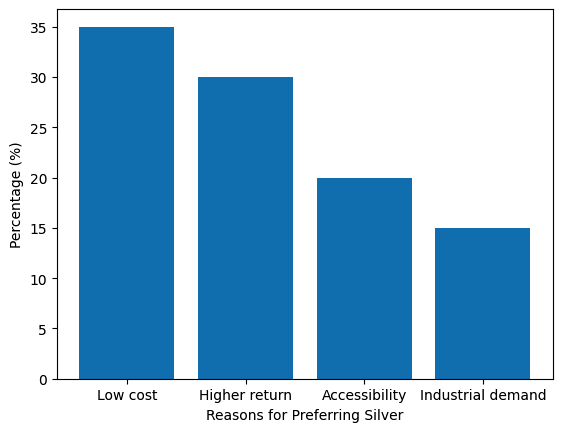 35
30
25
20
15
10
5
0
Percentage (%)
Low cost Higher return Accessibility Industrial demand
Reasons for Preferring Silver